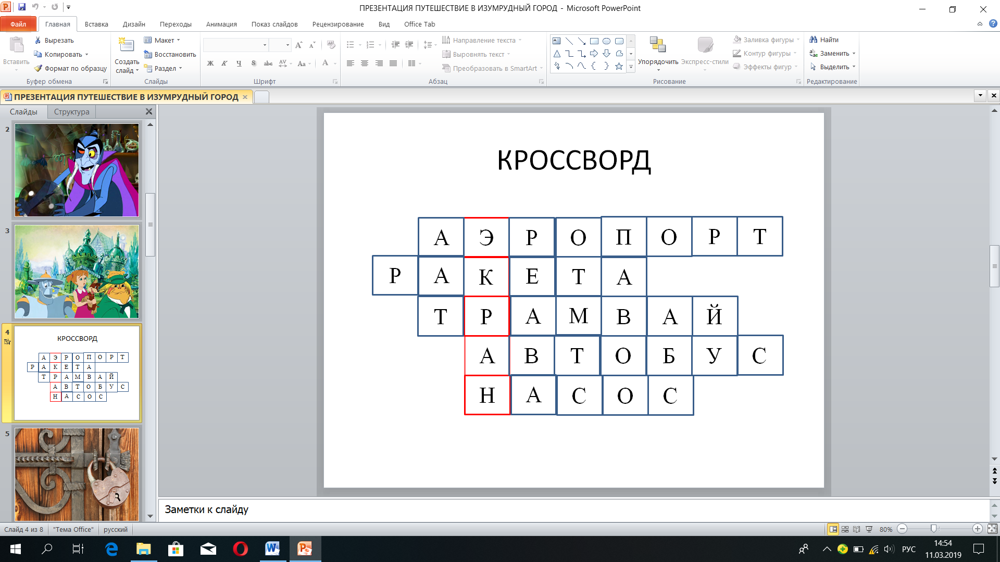 ПРЕЗЕНТАЦИЯ ПУТЕШЕСТВИЕ В ИЗУМРУДНЫЙ ГОРОД - Microsoft PowerPoint
Файл Главная Вставка Дизайн Переходы Анимация Показ слайдов Рецензирование Вид Office Tab
Вставить
Вырезать
Копировать
Формат по образцу
Буфер обмена
Создать слайд
Макет
Восстановить
Раздел
Слайды
Ж К Ч S abc AV Aa A
Шрифт
Направление текста
Выровнять текст
Преобразовать в SmartArt
Абзац
Упорядочить
Экспресс-стили
Заливка фигуры
Контур фигуры
Эффекты фигур
Рисование
Найти
Заменить
Выделить
Редактирование
ПРЕЗЕНТАЦИЯ ПУТЕШЕСТВИЕ В ИЗУМРУДНЫЙ ГОРОД
Слайды Структура
2
3
4
КРОССВОРД
А Э Р О П О Р Т
Р А К Е Т А
Т Р А М В А Й
А В Т О Б У С
Н А С О С
5
КРОССВОРД
А Э Р О П О Р Т
Р А К Е Т А
Т Р А М В А Й
А В Т О Б У С
Н А С О С
Заметки к слайду
Слайд 4 из 8 "Тема Office" русский 80%
РУС
14:54
11.03.2019